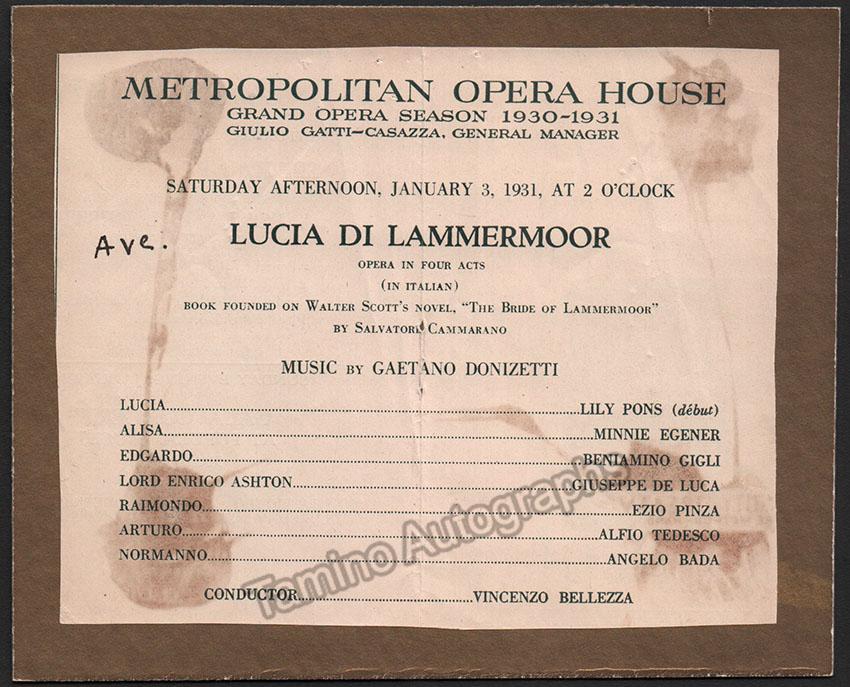 METROPOLITAN OPERA HOUSE
GRAND OPERA SEASON 1930-1931
GIULIO GATTI-CASAZZA, GENERAL MANAGER
SATURDAY AFTERNOON, JANUARY 3, 1931, AT 2 O'CLOCK
Ave.
LUCIA DI LAMMERMOOR
OPERA IN FOUR ACTS
(IN ITALIAN)
BOOK FOUNDED ON WALTER SCOTT'S NOVEL, "THE BRIDE OF LAMMERMOOR"
BY SALVATORE CAMMARANO
MUSIC BY GAETANO DONIZETTI
LUCIA....................LILY PONS (début)
ALISA....................MINNIE EGENER
EDGARDO....................BENIAMINO GIGLI
LORD ENRICO ASHTON....................GIUSEPPE DE LUCA
RAIMONDO....................EZIO PINZA
ARTURO....................ALFIO TEDESCO
NORMANNO....................ANGELO BADA
CONDUCTOR....................VINCENZO BELLEZZA
Tamino Autographs